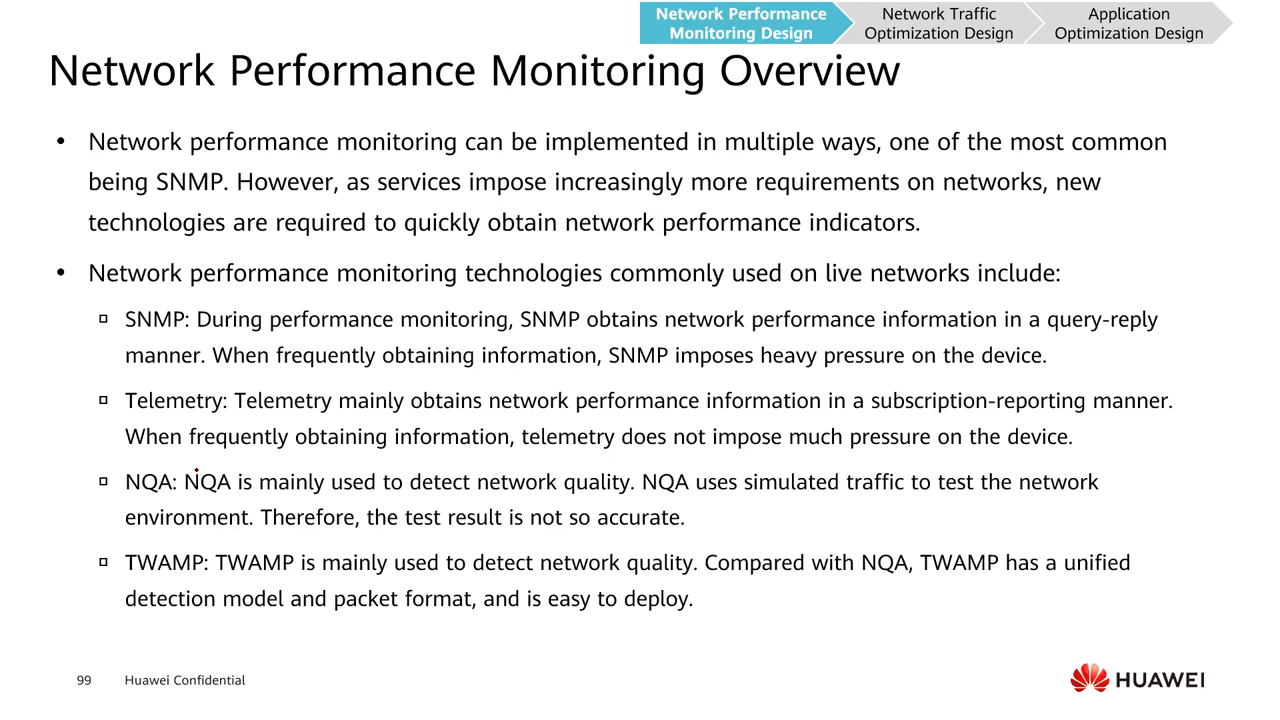 Network Performance
Monitoring Design
Network Traffic
Optimization Design
Application
Optimization Design
Network Performance Monitoring Overview
• Network performance monitoring can be implemented in multiple ways, one of the most common
being SNMP. However, as services impose increasingly more requirements on networks, new
technologies are required to quickly obtain network performance indicators.
• Network performance monitoring technologies commonly used on live networks include:
▫ SNMP: During performance monitoring, SNMP obtains network performance information in a query-reply
manner. When frequently obtaining information, SNMP imposes heavy pressure on the device.
▫ Telemetry: Telemetry mainly obtains network performance information in a subscription-reporting manner.
When frequently obtaining information, telemetry does not impose much pressure on the device.
▫ NQA: NQA is mainly used to detect network quality. NQA uses simulated traffic to test the network
environment. Therefore, the test result is not so accurate.
▫ TWAMP: TWAMP is mainly used to detect network quality. Compared with NQA, TWAMP has a unified
detection model and packet format, and is easy to deploy.
99 Huawei Confidential
HUAWEI